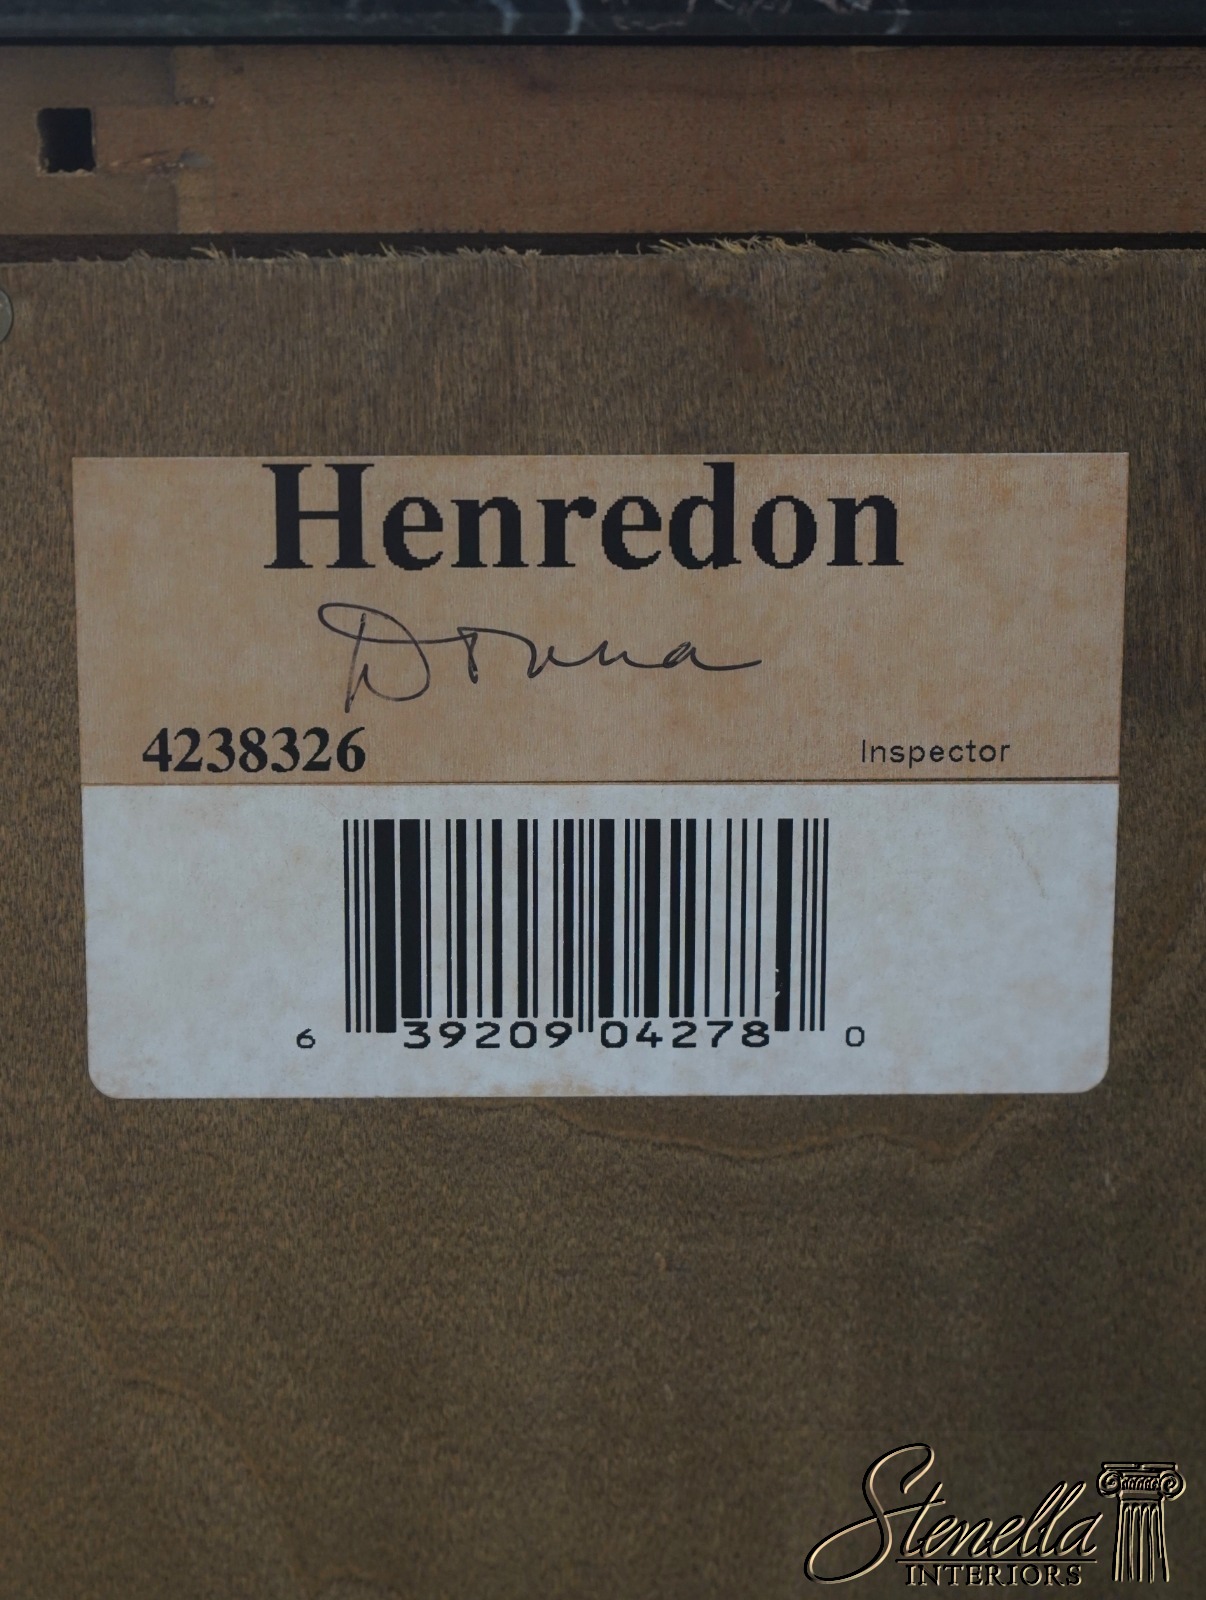 Henredon
Donna
4238326
Inspector
6 39209 04278 0
Stenella
INTERIORS